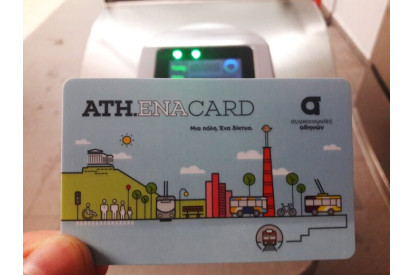 ATH.ENACARD
Μια πόλη. Ένα δίκτυο.
συγκοινωνίες
αθηνών